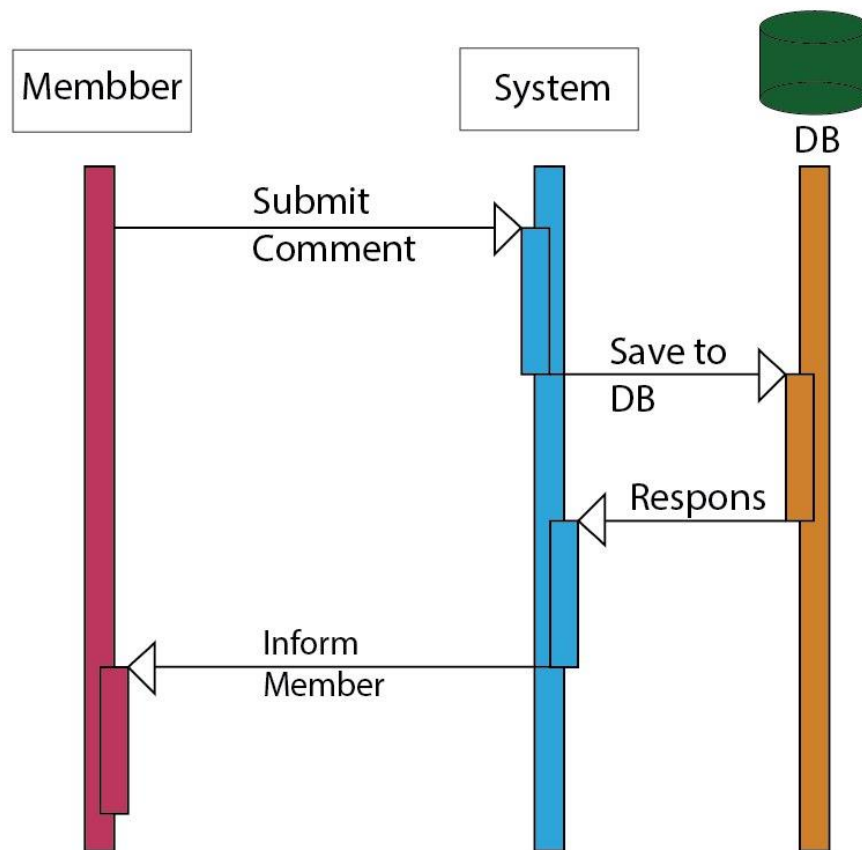 Membber
System
DB
Submit
Comment
Save to
DB
Respons
Inform
Member